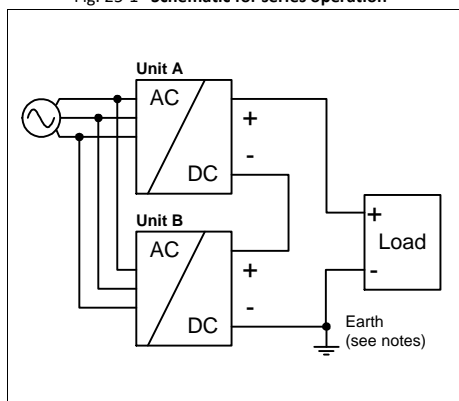 Fig. 25-1 Schematic for series operation
Unit A
AC
+
-
DC
Unit B
AC
+
-
DC
+
Load
-
Earth
(see notes)